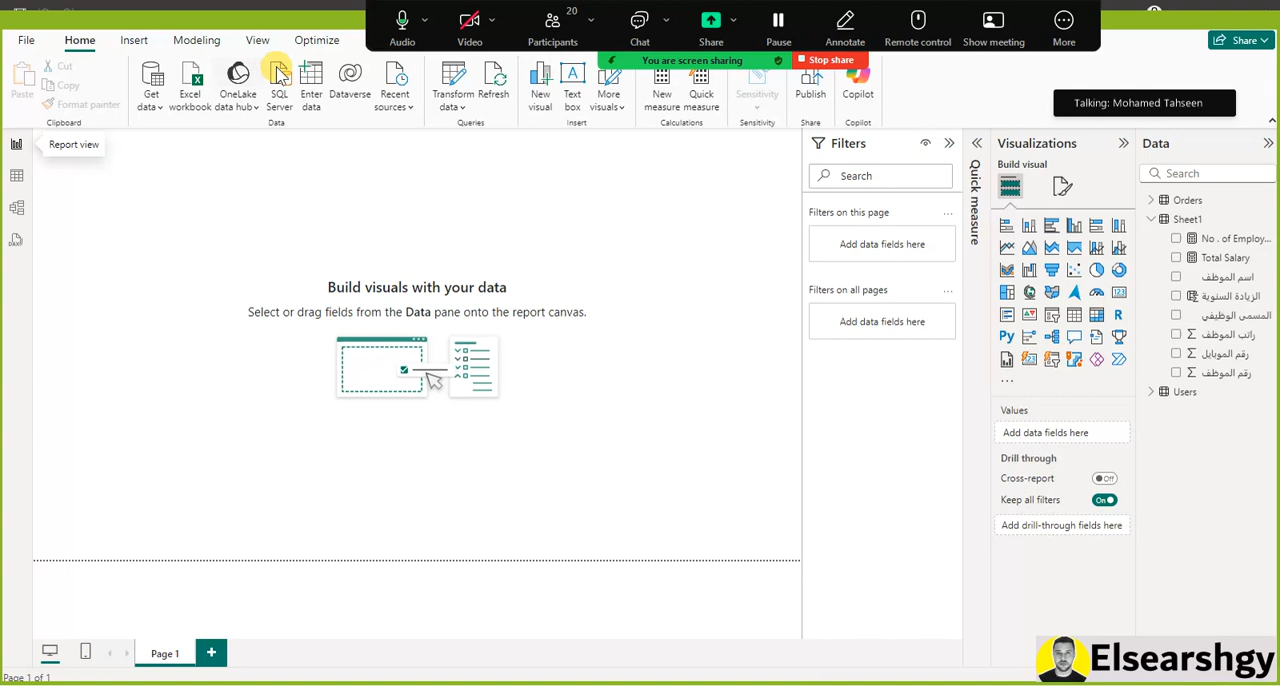 20
Audio
Video
Participants
Chat
Share
Pause
Annotate
Remote control
Show meeting
More
You are screen sharing
Stop share
File
Home
Insert
Modeling
View
Optimize
Share
Paste
Cut
Copy
Format painter
Clipboard
Get data
Excel workbook
OneLake data hub
SQL Server
Enter data
Dataverse
Recent sources
Data
Transform data
Refresh
Queries
New visual
Text box
More visuals
Insert
New measure
Quick measure
Calculations
Sensitivity
Sensitivity
Publish
Share
Copilot
Copilot
Talking: Mohamed Tahseen
Report view
Build visuals with your data
Select or drag fields from the Data pane onto the report canvas.
Filters
Search
Filters on this page
...
Add data fields here
Filters on all pages
...
Add data fields here
Quick measure
Visualizations
Build visual
123
R
Py
...
Values
Add data fields here
Drill through
Cross-report
Off
Keep all filters
On
Add drill-through fields here
Data
Search
Orders
Sheet1
No . of Employ...
Total Salary
اسم الموظف
الزيادة السنوية
المسمى الوظيفي
Σ راتب الموظف
Σ رقم الموبايل
Σ رقم الموظف
Users
Page 1
+
Page 1 of 1
Elsearshgy